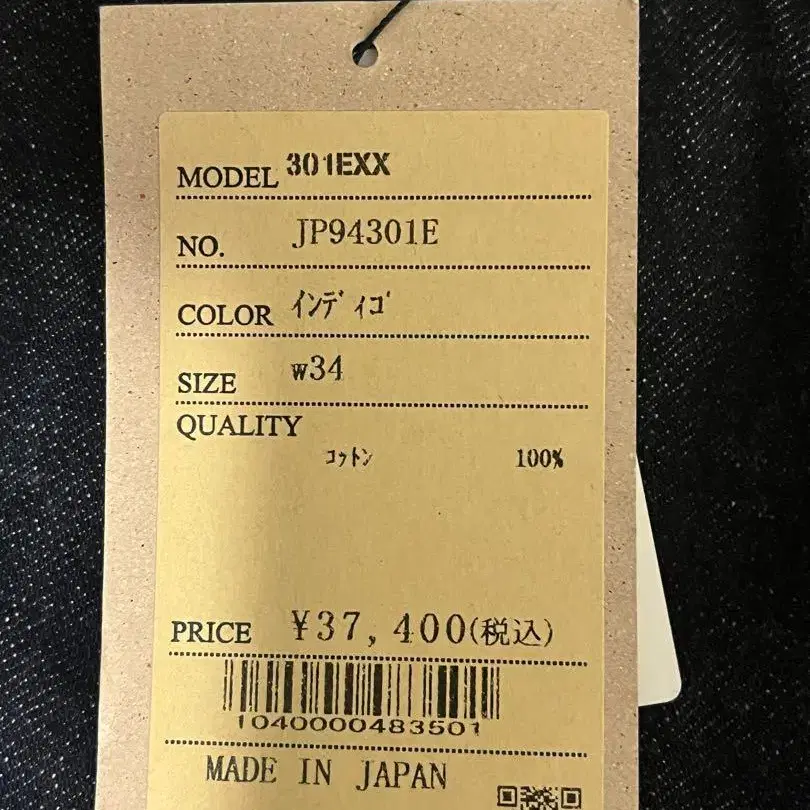 MODEL 301EXX
NO. JP94301E
COLOR ｲﾝﾃﾞｨｺﾞ
SIZE w34
QUALITY
ｺｯﾄﾝ 100%
PRICE ¥37,400(税込)
1040000483501
MADE IN JAPAN